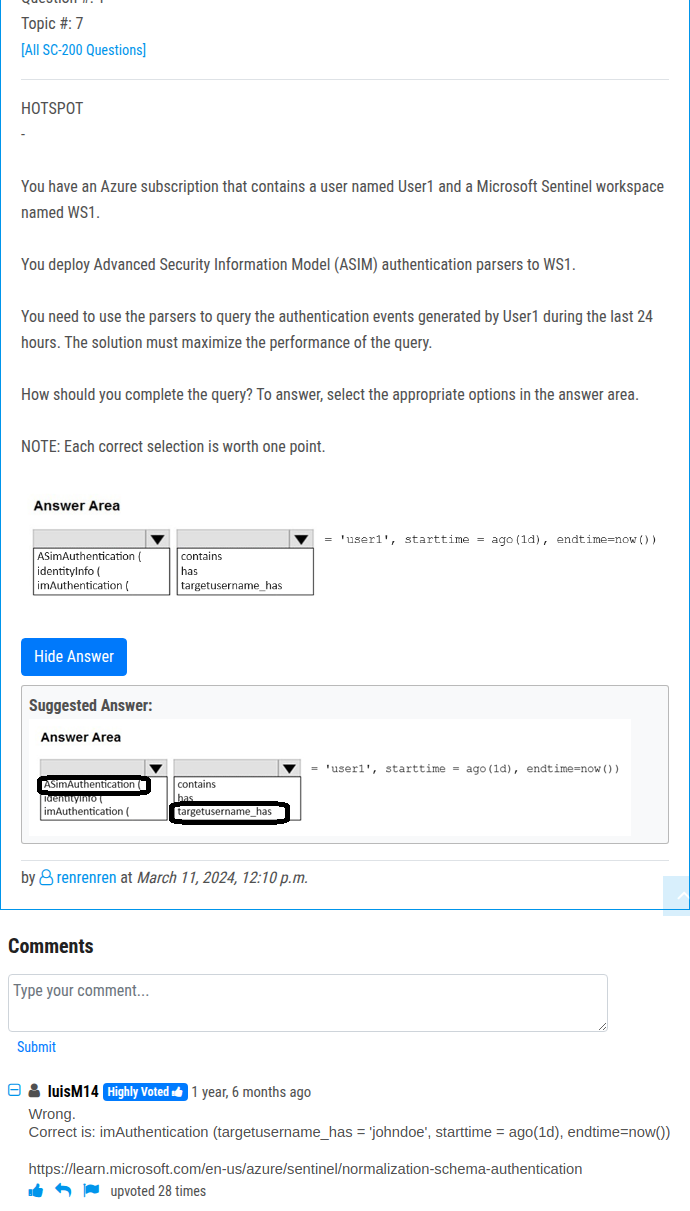 Topic #: 7
[All SC-200 Questions]
HOTSPOT
-
You have an Azure subscription that contains a user named User1 and a Microsoft Sentinel workspace
named WS1.
You deploy Advanced Security Information Model (ASIM) authentication parsers to WS1.
You need to use the parsers to query the authentication events generated by User1 during the last 24
hours. The solution must maximize the performance of the query.
How should you complete the query? To answer, select the appropriate options in the answer area.
NOTE: Each correct selection is worth one point.
Answer Area
= 'user1', starttime = ago(1d), endtime=now())
ASimAuthentication ( contains
identityInfo ( has
imAuthentication ( targetusername_has
Hide Answer
Suggested Answer:
Answer Area
= 'user1', starttime = ago(1d), endtime=now())
ASimAuthentication ( contains
identityInfo ( has
imAuthentication ( targetusername_has
by renrenren at March 11, 2024, 12:10 p.m.
Comments
Type your comment...
Submit
luisM14 Highly Voted 1 year, 6 months ago
Wrong.
Correct is: imAuthentication (targetusername_has = 'johndoe', starttime = ago(1d), endtime=now())
https://learn.microsoft.com/en-us/azure/sentinel/normalization-schema-authentication
upvoted 28 times